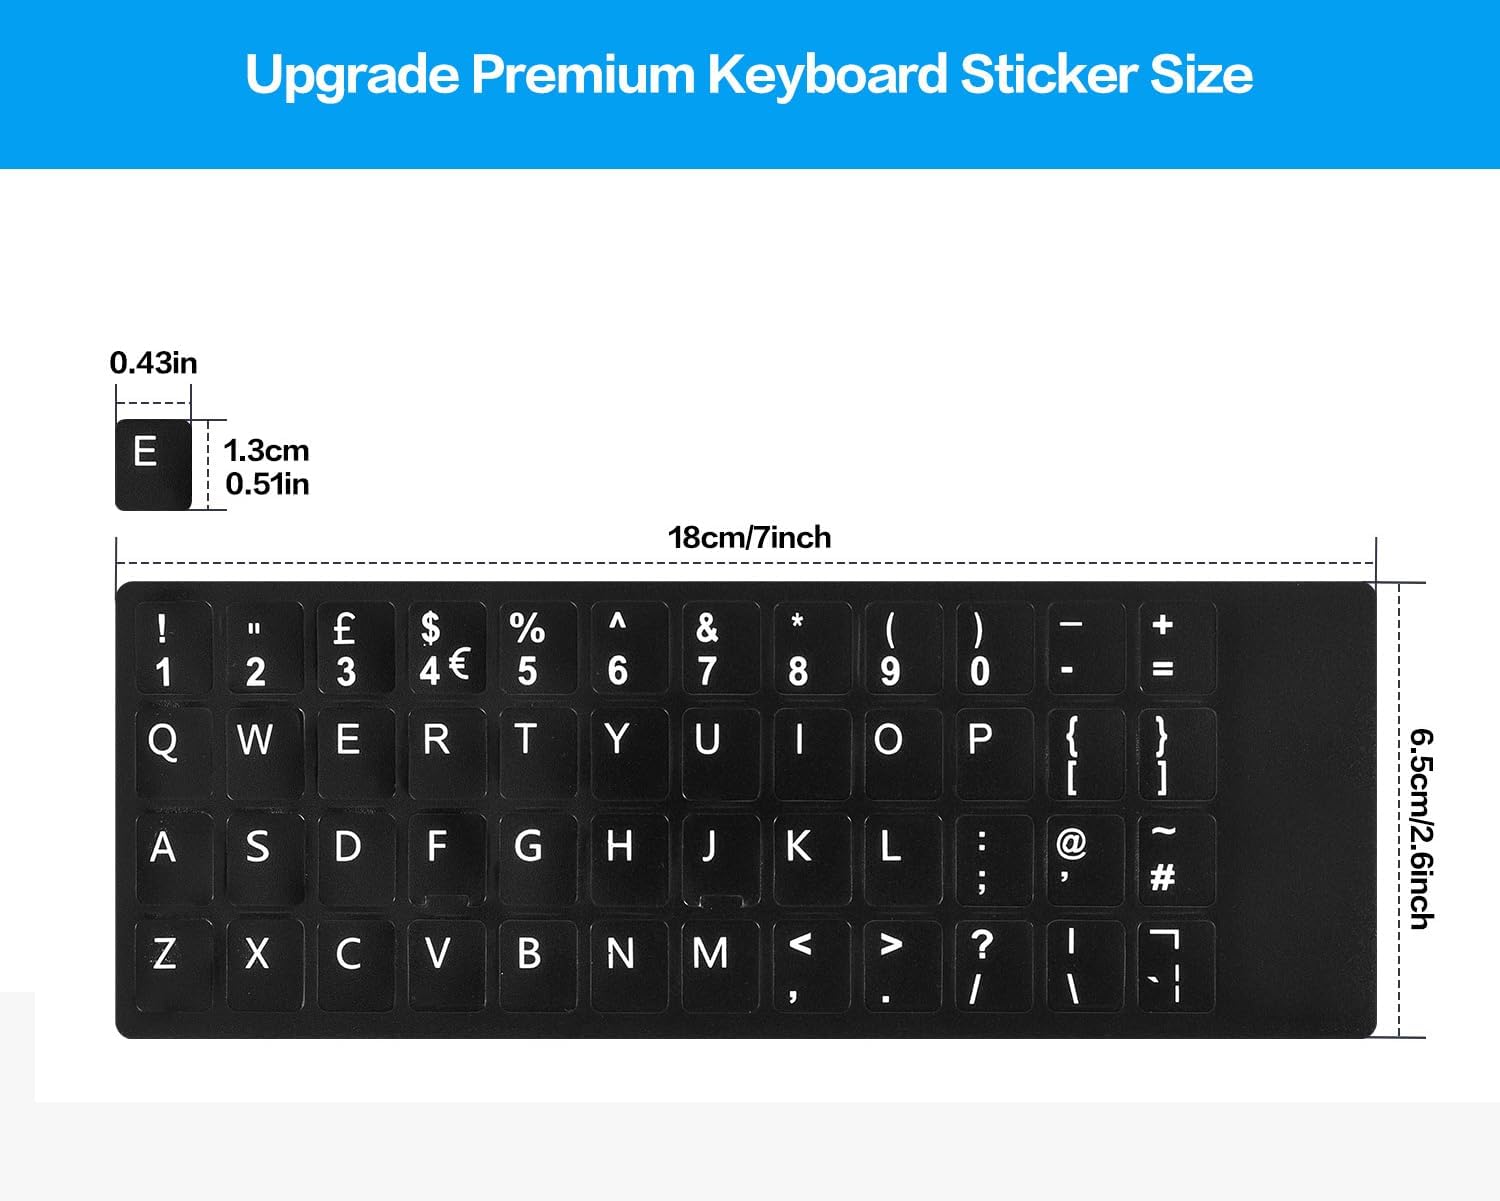 Upgrade Premium Keyboard Sticker Size
0.43in
E
1.3cm
0.51in
18cm/7inch
! " £ $ % ^ & * ( ) — +
1 2 3 4 € 5 6 7 8 9 0 - =
Q W E R T Y U I O P { }
[ ]
A S D F G H J K L : @ ~
; ' #
Z X C V B N M < > ? | ¬
, . / \ ` ¦
6.5cm/2.6inch